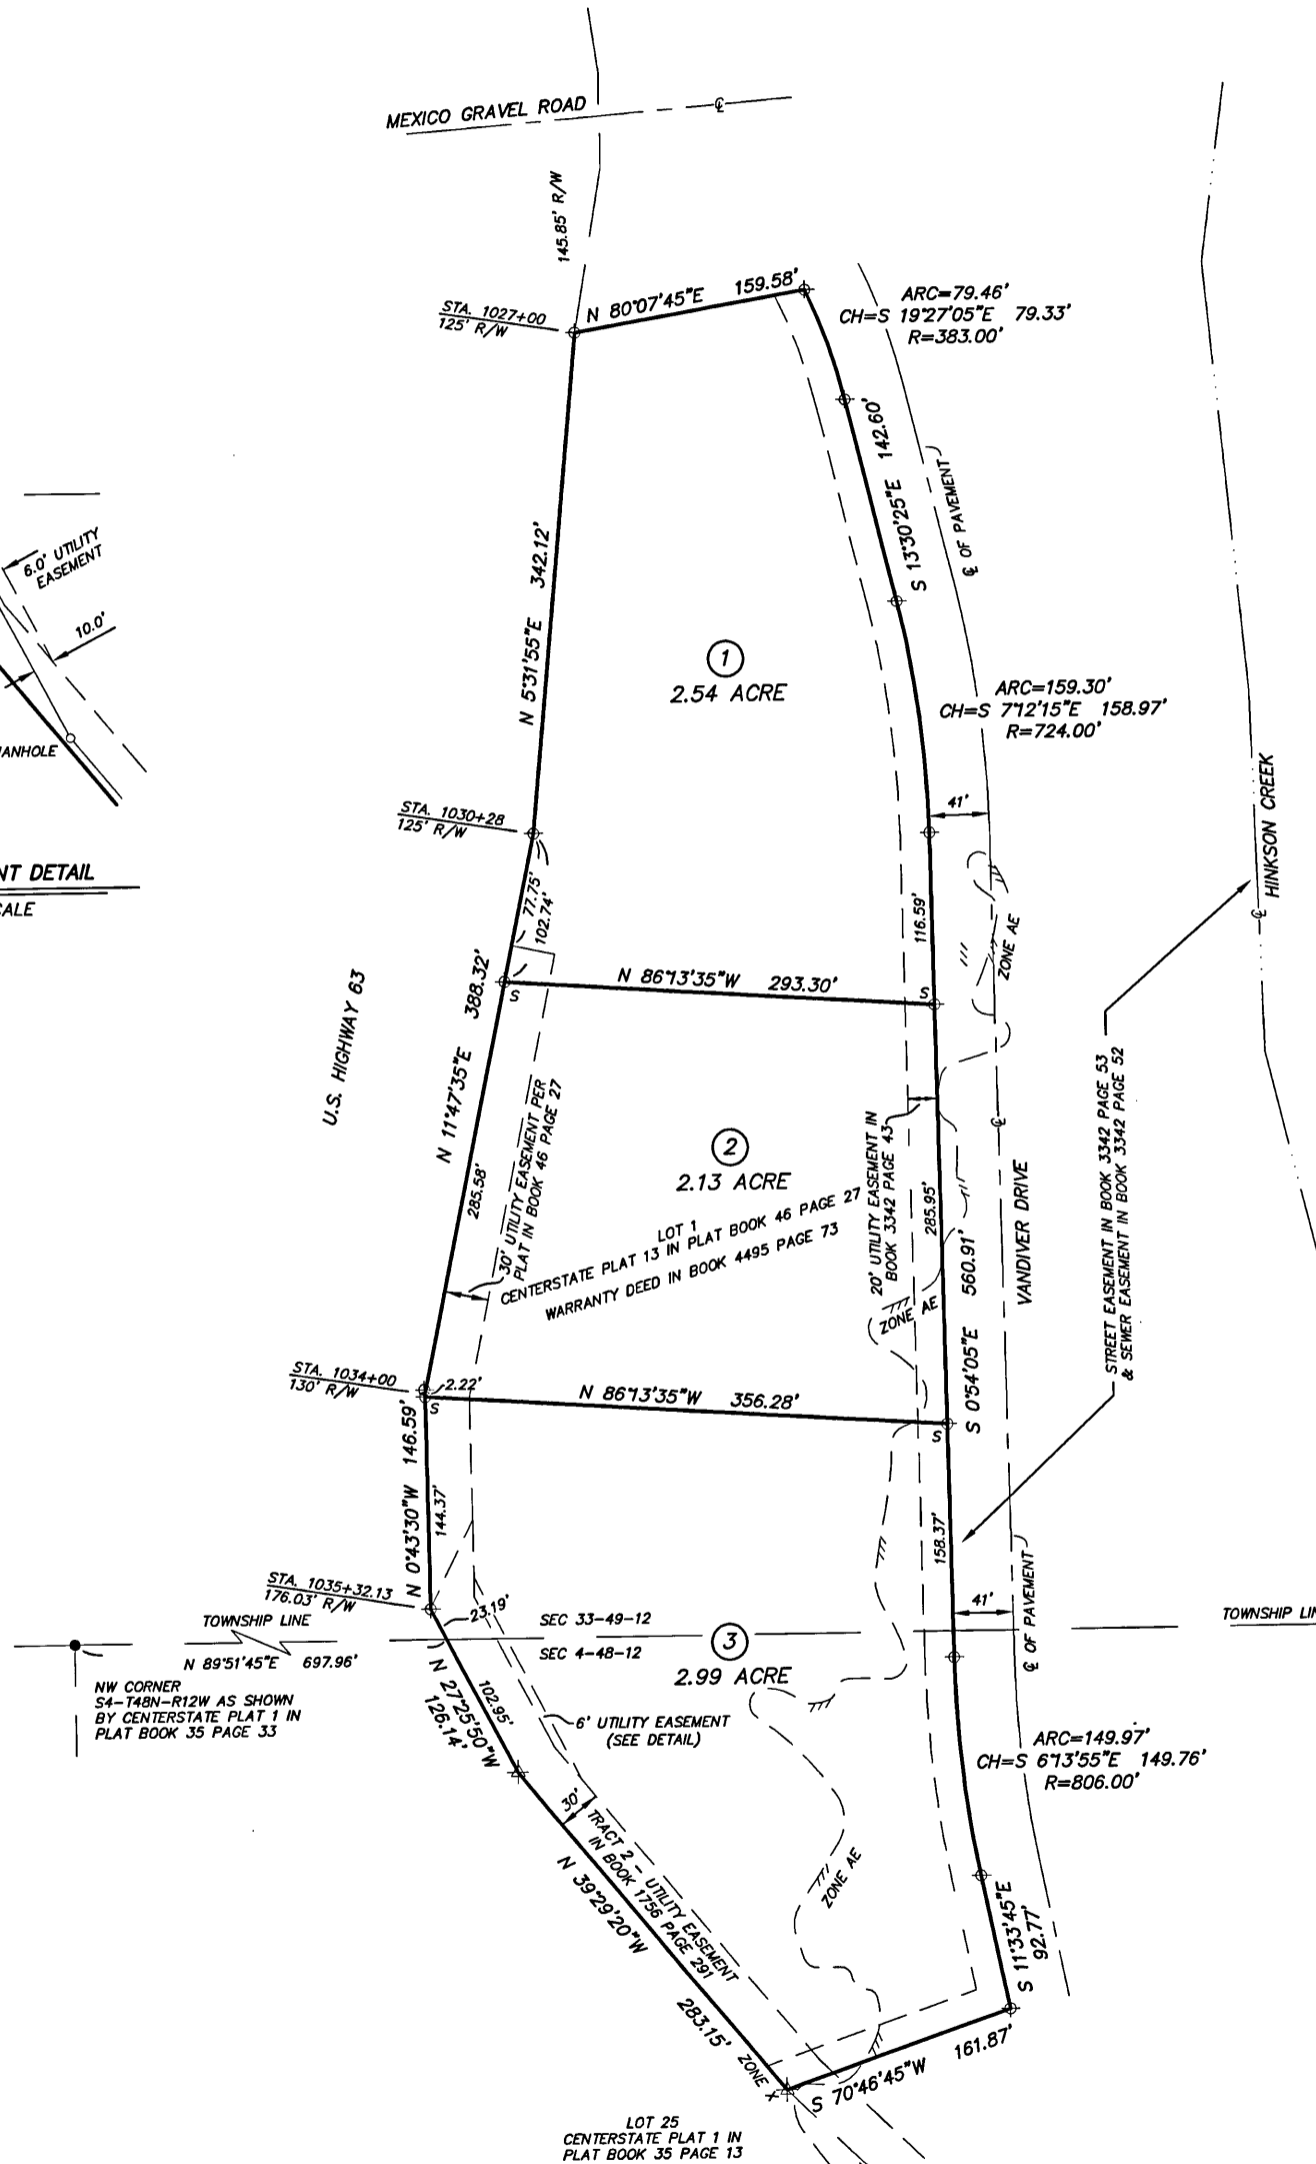 MEXICO GRAVEL ROAD
℄
145.85' R/W
STA. 1027+00
125' R/W
N 80°07'45"E 159.58'
ARC=79.46'
CH=S 19°27'05"E 79.33'
R=383.00'
S 13°30'25"E 142.60'
℄ OF PAVEMENT
6.0' UTILITY
EASEMENT
10.0'
ANHOLE
NT DETAIL
CALE
N 5°31'55"E 342.12'
1
2.54 ACRE
ARC=159.30'
CH=S 7°12'15"E 158.97'
R=724.00'
41'
HINKSON CREEK
℄
STA. 1030+28
125' R/W
77.75'
102.74'
116.59'
ZONE AE
N 86°13'35"W 293.30'
S
S
U.S. HIGHWAY 63
N 11°47'35"E 388.32'
285.58'
30' UTILITY EASEMENT PER
PLAT IN BOOK 46 PAGE 27
2
2.13 ACRE
LOT 1
CENTERSTATE PLAT 13 IN PLAT BOOK 46 PAGE 27
WARRANTY DEED IN BOOK 4495 PAGE 73
20' UTILITY EASEMENT IN
BOOK 3342 PAGE 43
285.95'
℄
VANDIVER DRIVE
STREET EASEMENT IN BOOK 3342 PAGE 53
& SEWER EASEMENT IN BOOK 3342 PAGE 52
ZONE AE
S 0°54'05"E 560.91'
STA. 1034+00
130' R/W
2.22'
S
N 86°13'35"W 356.28'
S
N 0°43'30"W 146.59'
144.37'
158.37'
41'
℄ OF PAVEMENT
STA. 1035+32.13
176.03' R/W
23.19'
TOWNSHIP LINE
N 89°51'45"E 697.96'
SEC 33-49-12
SEC 4-48-12
TOWNSHIP LIN
3
2.99 ACRE
NW CORNER
S4-T48N-R12W AS SHOWN
BY CENTERSTATE PLAT 1 IN
PLAT BOOK 35 PAGE 33
N 27°25'50"W
126.14'
102.95'
6' UTILITY EASEMENT
(SEE DETAIL)
ARC=149.97'
CH=S 6°13'55"E 149.76'
R=806.00'
30'
TRACT 2 - UTILITY EASEMENT
IN BOOK 1756 PAGE 291
N 39°29'20"W 283.15'
ZONE AE
S 11°33'45"E
92.77'
ZONE X
S 70°46'45"W 161.87'
LOT 25
CENTERSTATE PLAT 1 IN
PLAT BOOK 35 PAGE 13